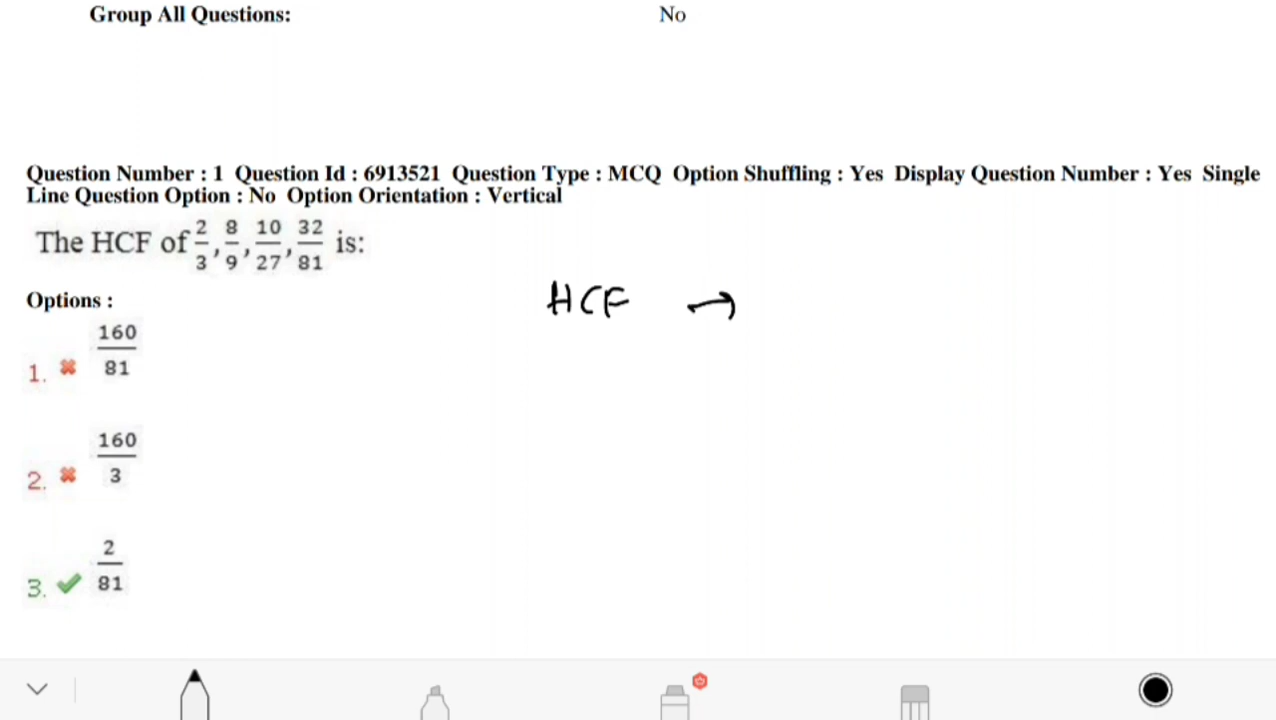 Group All Questions: No
Question Number : 1 Question Id : 6913521 Question Type : MCQ Option Shuffling : Yes Display Question Number : Yes Single
Line Question Option : No Option Orientation : Vertical
The HCF of 2/3, 8/9, 10/27, 32/81 is:
HCF →
Options :
1. ✖ 160/81
2. ✖ 160/3
3. ✔ 2/81